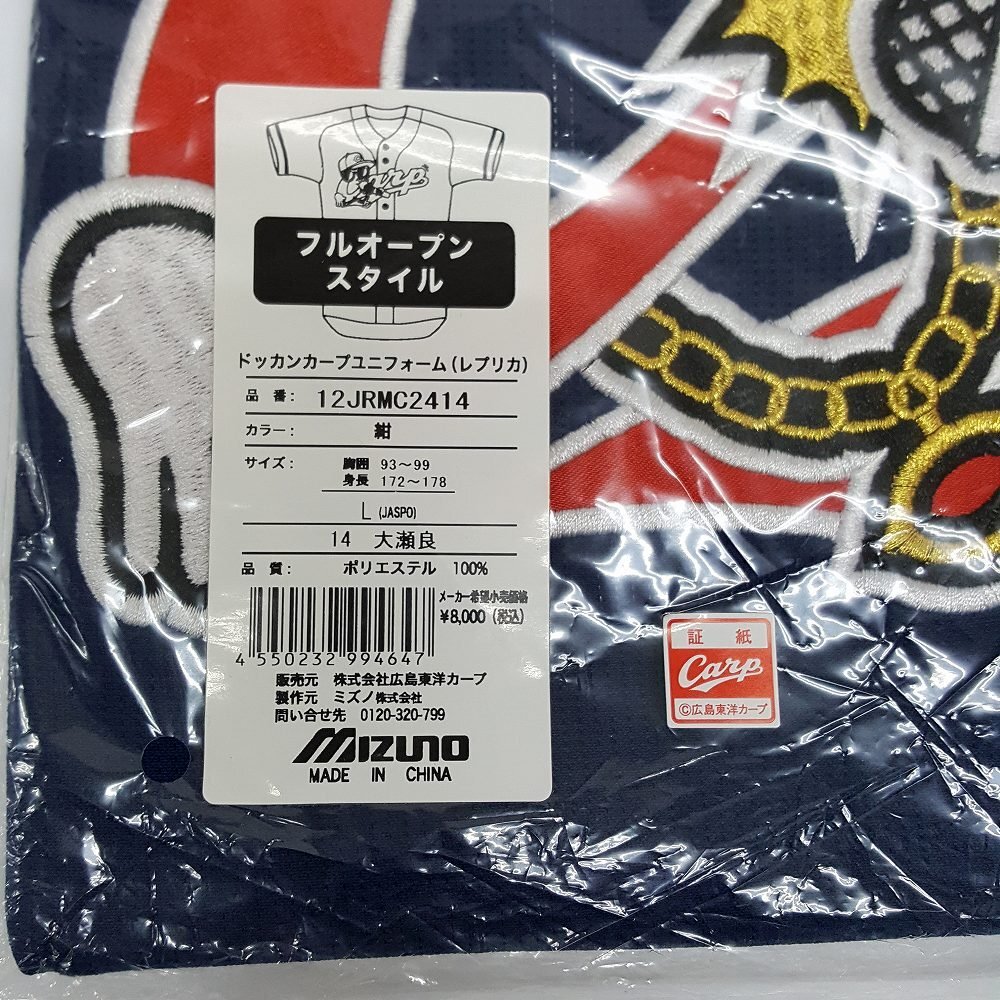 Carp
フルオープン
スタイル
ドッカンカープユニフォーム(レプリカ)
品番: 12JRMC2414
カラー: 紺
サイズ: 胸囲 93～99
身長 172～178
L (JASPO)
14 大瀬良
品質: ポリエステル 100%
メーカー希望小売価格
¥8,000 (税込)
4 550232 994647
販売元 株式会社広島東洋カープ
製作元 ミズノ株式会社
問い合せ先 0120-320-799
MIZUNO
MADE IN CHINA
証紙
Carp
©広島東洋カープ